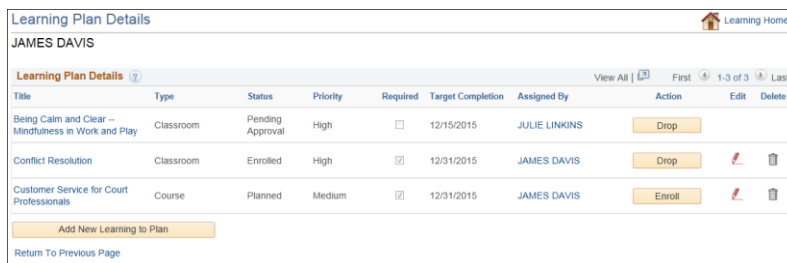 Learning Plan Details
Learning Home
JAMES DAVIS
Learning Plan Details ? View All | First 1-3 of 3 Las
Title Type Status Priority Required Target Completion Assigned By Action Edit Delete
Being Calm and Clear --
Mindfulness in Work and Play
Classroom
Pending
Approval
High 12/15/2015 JULIE LINKINS Drop
Conflict Resolution Classroom Enrolled High 12/31/2015 JAMES DAVIS Drop
Customer Service for Court
Professionals
Course Planned Medium 12/31/2015 JAMES DAVIS Enroll
Add New Learning to Plan
Return To Previous Page